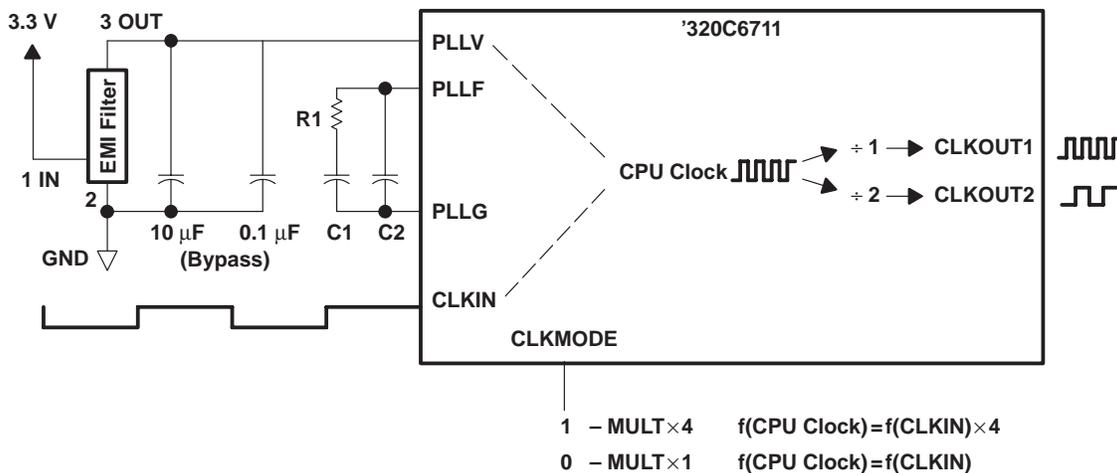 3.3 V
3 OUT
'320C6711
PLLV
EMI Filter
PLLF
R1
1 IN
CPU Clock
÷ 1
CLKOUT1
÷ 2
CLKOUT2
2
PLLG
10 μF
0.1 μF
C1
C2
(Bypass)
GND
CLKIN
CLKMODE
1 – MULT×4 f(CPU Clock)=f(CLKIN)×4
0 – MULT×1 f(CPU Clock)=f(CLKIN)